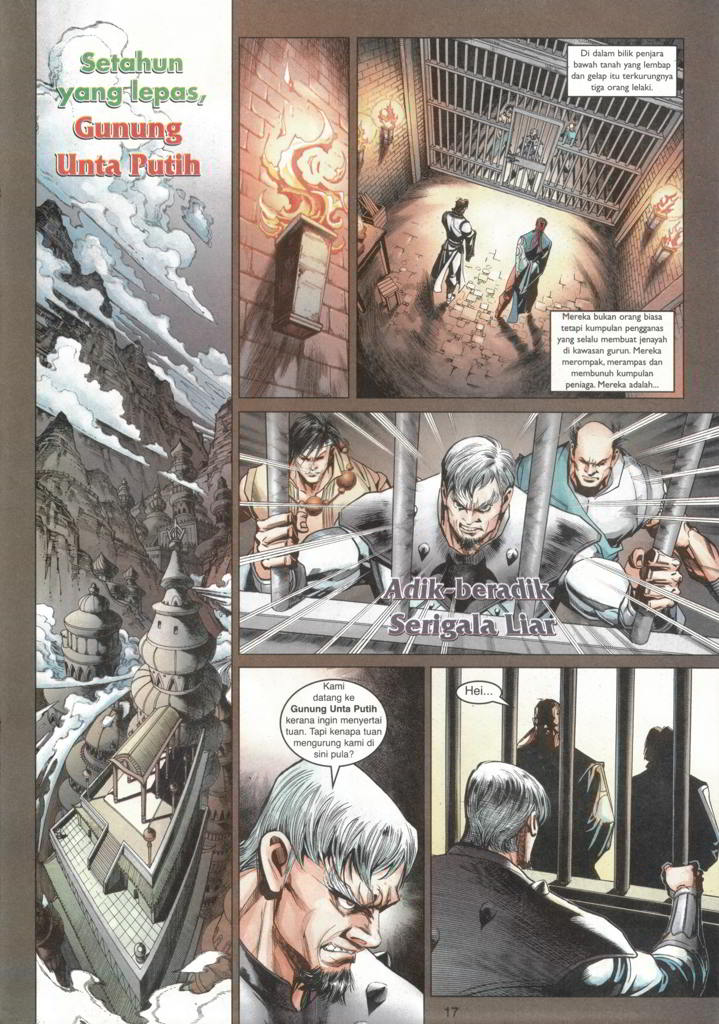 Setahun
yang lepas,
Gunung
Unta Putih
Di dalam bilik penjara
bawah tanah yang lembap
dan gelap itu terkurungnya
tiga orang lelaki.
Mereka bukan orang biasa
tetapi kumpulan pengganas
yang selalu membuat jenayah
di kawasan gurun. Mereka
merompak, merampas dan
membunuh kumpulan
peniaga. Mereka adalah...
Adik-beradik
Serigala Liar
Kami
datang ke
Gunung Unta Putih
kerana ingin menyertai
tuan. Tapi kenapa tuan
mengurung kami di
sini pula?
Hei...
17